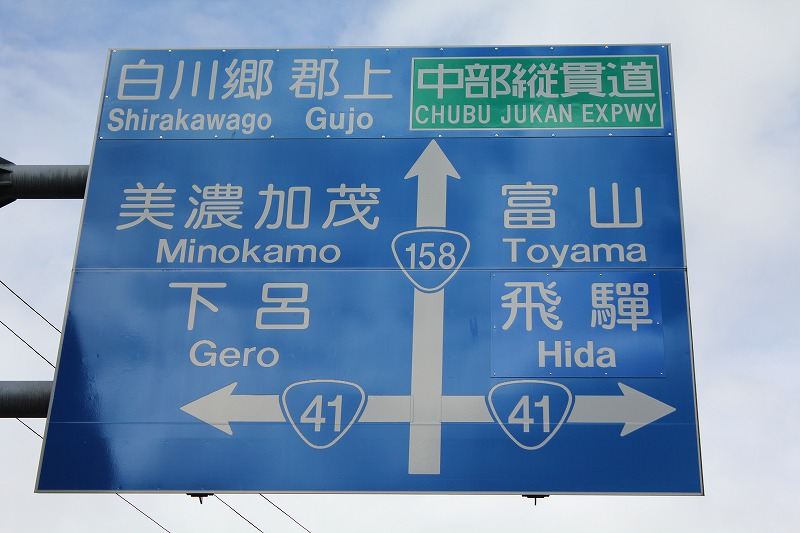 白川郷 郡上 中部縦貫道
Shirakawago Gujo CHUBU JUKAN EXPWY
美濃加茂 富山
Minokamo 158 Toyama
下呂 飛驒
Gero Hida
41 41